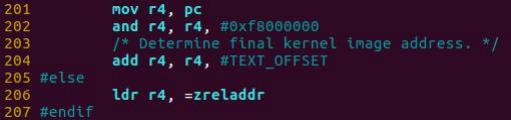 201         mov r4, pc
202         and r4, r4, #0xf8000000
203         /* Determine final kernel image address. */
204         add r4, r4, #TEXT_OFFSET
205 #else
206         ldr r4, =zreladdr
207 #endif